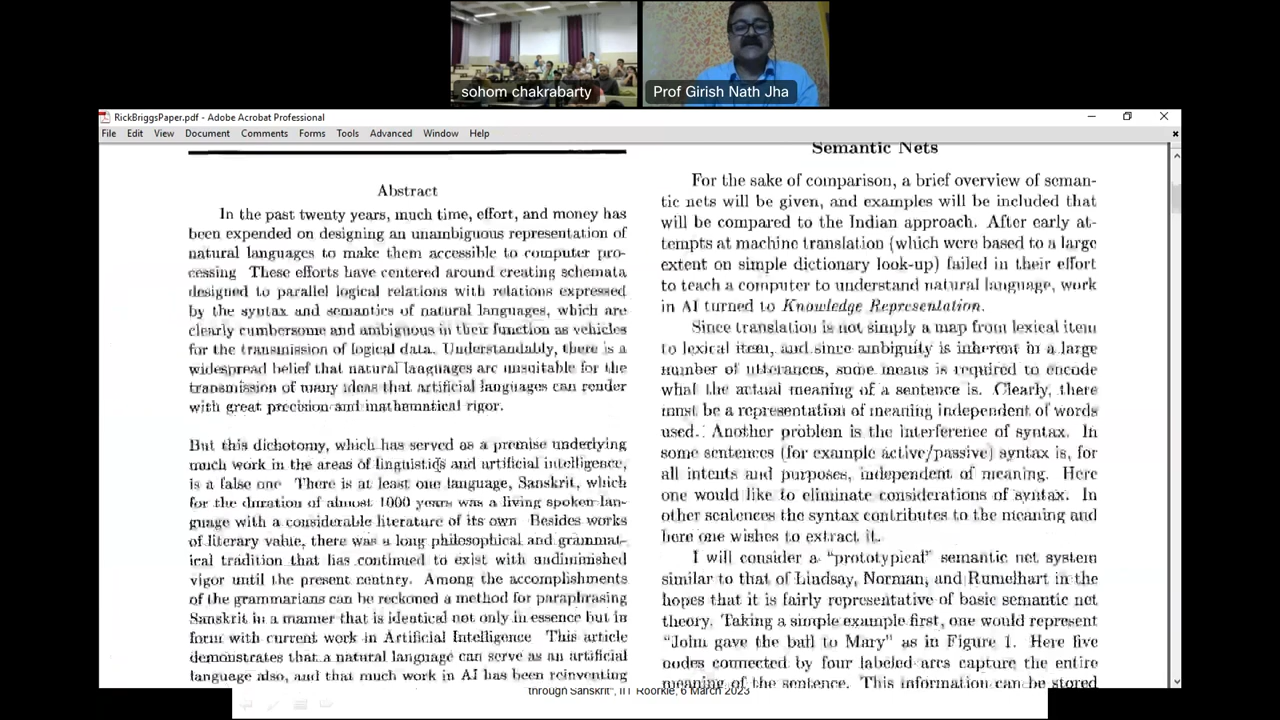 sohom chakrabarty
Prof Girish Nath Jha
RickBriggsPaper.pdf - Adobe Acrobat Professional
File Edit View Document Comments Forms Tools Advanced Window Help
Abstract
In the past twenty years, much time, effort, and money has
been expended on designing an unambiguous representation of
natural languages to make them accessible to computer pro-
cessing These efforts have centered around creating schemata
designed to parallel logical relations with relations expressed
by the syntax and semantics of natural languages, which are
clearly cumbersome and ambiguous in their function as vehicles
for the transmission of logical data. Understandably, there is a
widespread belief that natural languages are unsuitable for the
transmission of many ideas that artificial languages can render
with great precision and mathematical rigor.
But this dichotomy, which has served as a premise underlying
much work in the areas of linguistics and artificial intelligence,
is a false one There is at least one language, Sanskrit, which
for the duration of almost 1000 years was a living spoken lan-
guage with a considerable literature of its own Besides works
of literary value, there was a long philosophical and grammat-
ical tradition that has continued to exist with undiminished
vigor until the present century. Among the accomplishments
of the grammarians can be reckoned a method for paraphrasing
Sanskrit in a manner that is identical not only in essence but in
form with current work in Artificial Intelligence This article
demonstrates that a natural language can serve as an artificial
language also, and that much work in AI has been reinventing
Semantic Nets
For the sake of comparison, a brief overview of seman-
tic nets will be given, and examples will be included that
will be compared to the Indian approach. After early at-
tempts at machine translation (which were based to a large
extent on simple dictionary look-up) failed in their effort
to teach a computer to understand natural language, work
in AI turned to Knowledge Representation.
Since translation is not simply a map from lexical item
to lexical item, and since ambiguity is inherent in a large
number of utterances, some means is required to encode
what the actual meaning of a sentence is. Clearly, there
must be a representation of meaning independent of words
used. Another problem is the interference of syntax. In
some sentences (for example active/passive) syntax is, for
all intents and purposes, independent of meaning. Here
one would like to eliminate considerations of syntax. In
other sentences the syntax contributes to the meaning and
here one wishes to extract it.
I will consider a "prototypical" semantic net system
similar to that of Lindsay, Norman, and Rumelhart in the
hopes that it is fairly representative of basic semantic net
theory. Taking a simple example first, one would represent
"John gave the ball to Mary" as in Figure 1. Here five
nodes connected by four labeled arcs capture the entire
meaning of the sentence. This information can be stored
through Sanskrit", IIT Roorkie, 6 March 2023